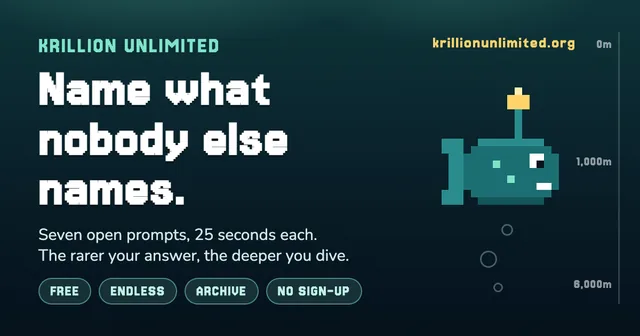 KRILLION UNLIMITED
krillionunlimited.org
0m
Name what
nobody else
names.
1,000m
Seven open prompts, 25 seconds each.
The rarer your answer, the deeper you dive.
6,000m
FREE
ENDLESS
ARCHIVE
NO SIGN-UP